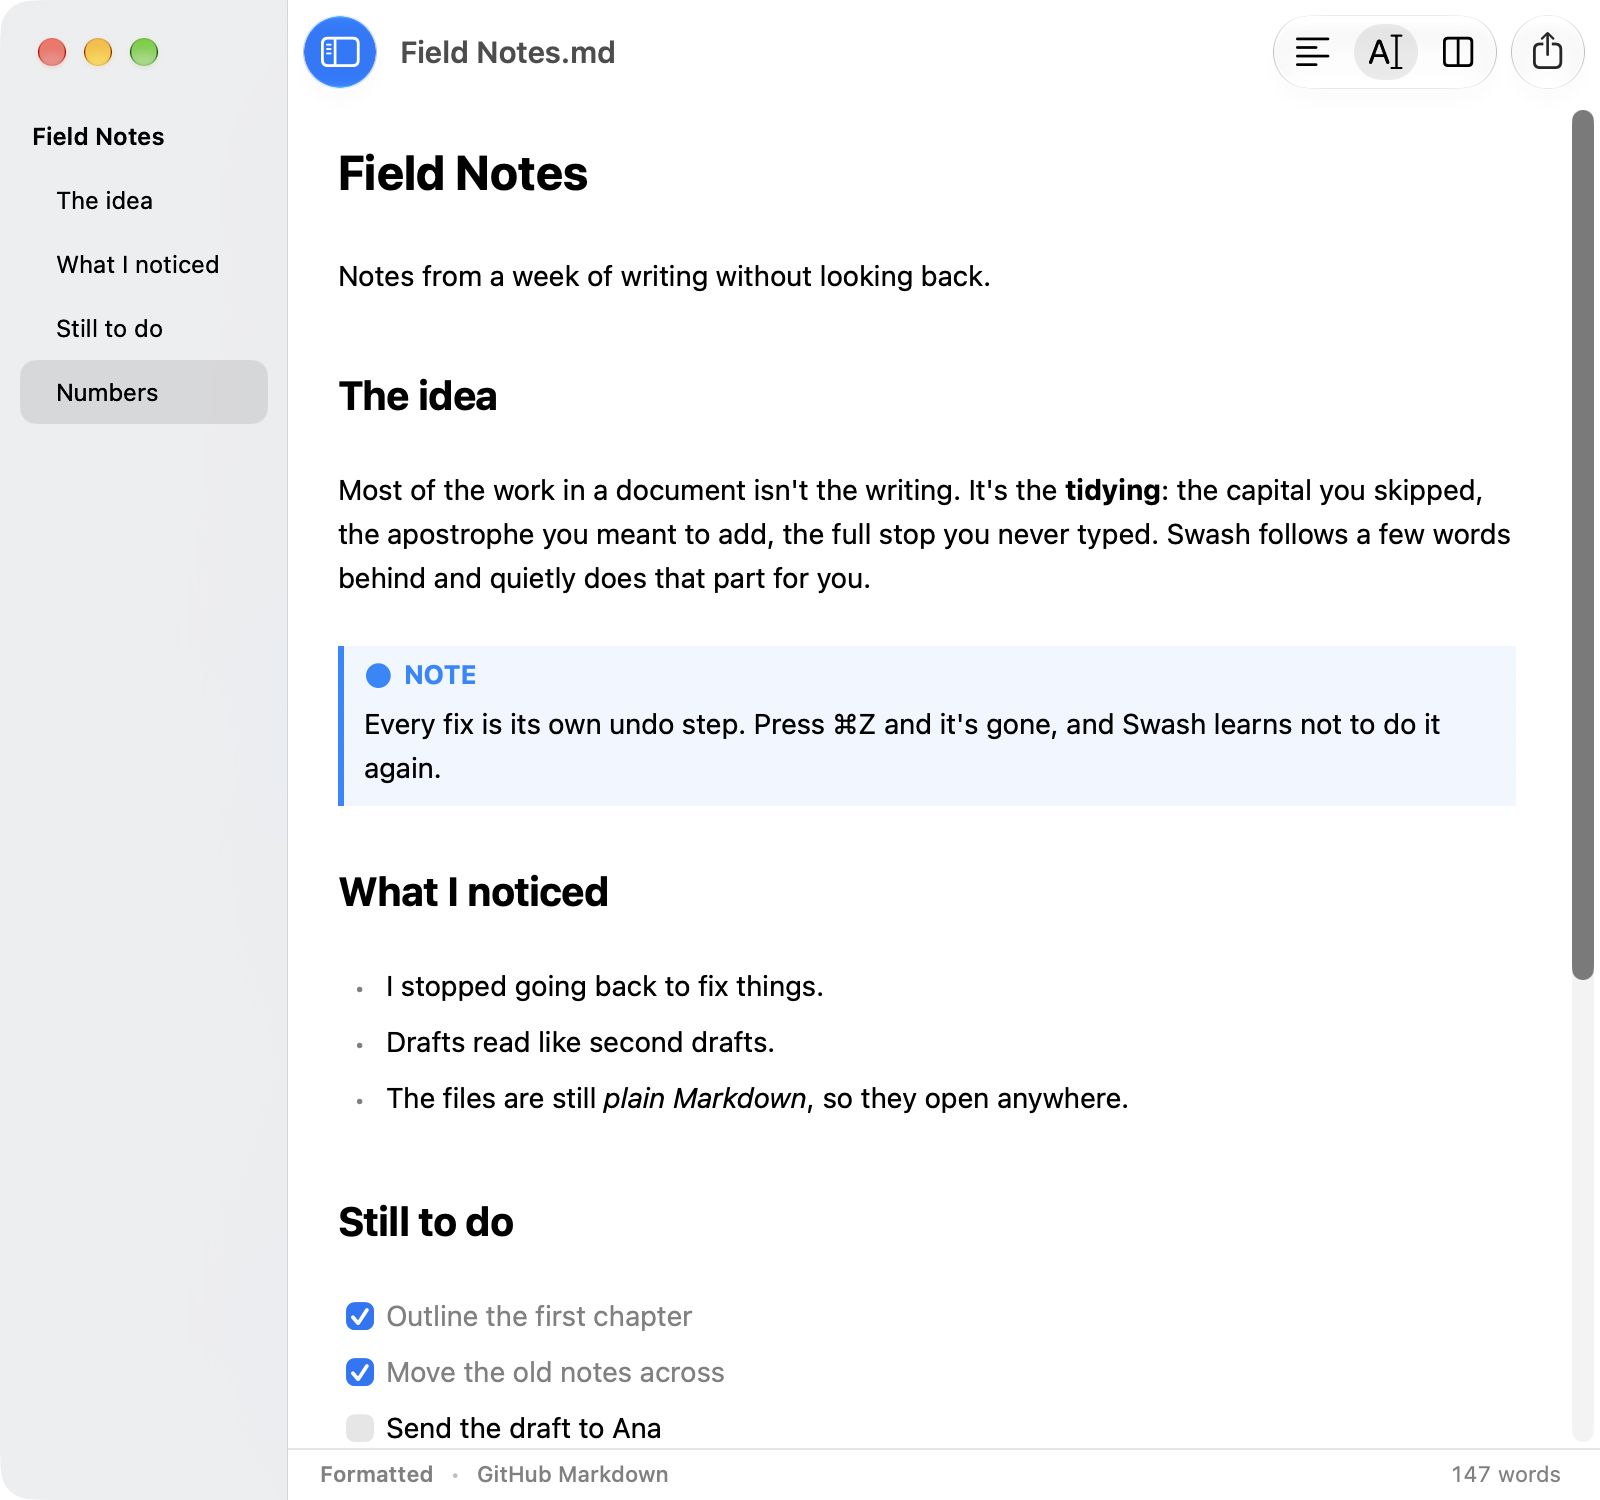 Field Notes.md
Field Notes
The idea
What I noticed
Still to do
Numbers
Field Notes
Notes from a week of writing without looking back.
The idea
Most of the work in a document isn't the writing. It's the tidying: the capital you skipped,
the apostrophe you meant to add, the full stop you never typed. Swash follows a few words
behind and quietly does that part for you.
NOTE
Every fix is its own undo step. Press ⌘Z and it's gone, and Swash learns not to do it
again.
What I noticed
• I stopped going back to fix things.
• Drafts read like second drafts.
• The files are still plain Markdown, so they open anywhere.
Still to do
Outline the first chapter
Move the old notes across
Send the draft to Ana
Formatted • GitHub Markdown
147 words